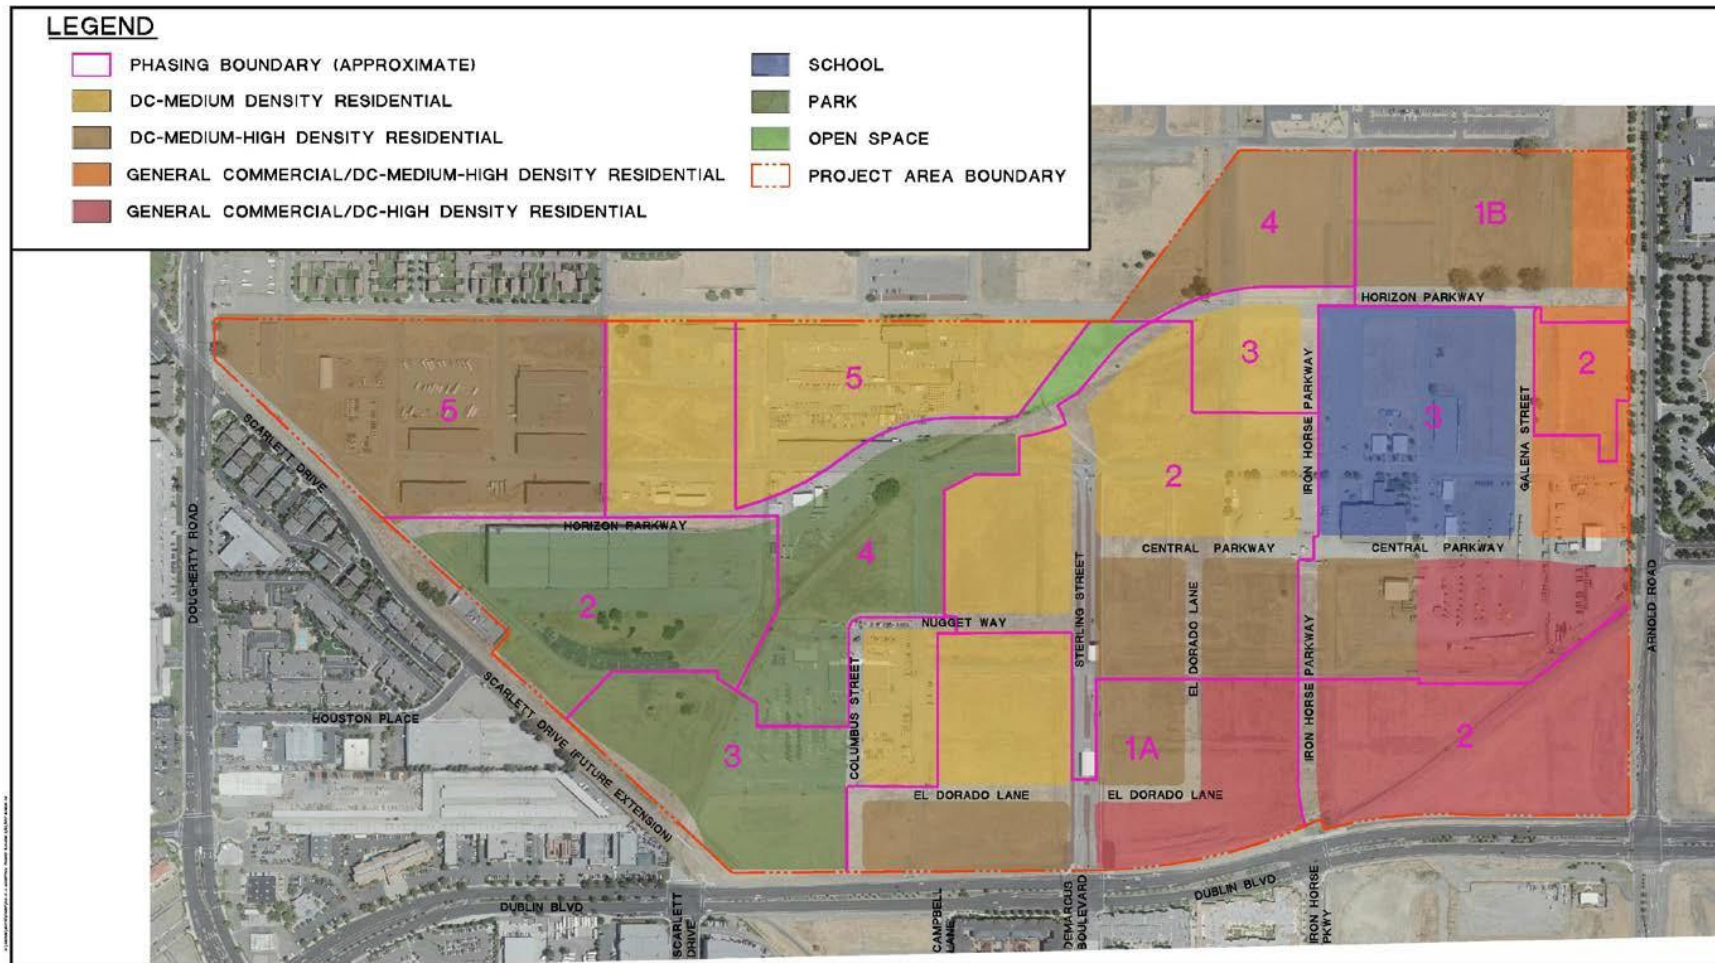 LEGEND
PHASING BOUNDARY (APPROXIMATE)
DC-MEDIUM DENSITY RESIDENTIAL
DC-MEDIUM-HIGH DENSITY RESIDENTIAL
GENERAL COMMERCIAL/DC-MEDIUM-HIGH DENSITY RESIDENTIAL
GENERAL COMMERCIAL/DC-HIGH DENSITY RESIDENTIAL
SCHOOL
PARK
OPEN SPACE
PROJECT AREA BOUNDARY
4
1B
HORIZON PARKWAY
5
5
3
IRON HORSE PARKWAY
3
GALENA STREET
2
SCARLETT DRIVE
DOUGHERTY ROAD
HORIZON PARKWAY
4
2
CENTRAL PARKWAY
CENTRAL PARKWAY
2
NUGGET WAY
STERLING STREET
EL DORADO LANE
IRON HORSE PARKWAY
ARNOLD ROAD
HOUSTON PLACE
SCARLETT DRIVE (FUTURE EXTENSION)
3
COLUMBUS STREET
1A
2
EL DORADO LANE
EL DORADO LANE
DUBLIN BLVD
SCARLETT
DRIVE
CAMPBELL
LANE
DEMARCUS
BOULEVARD
DUBLIN BLVD
IRON HORSE
PKWY